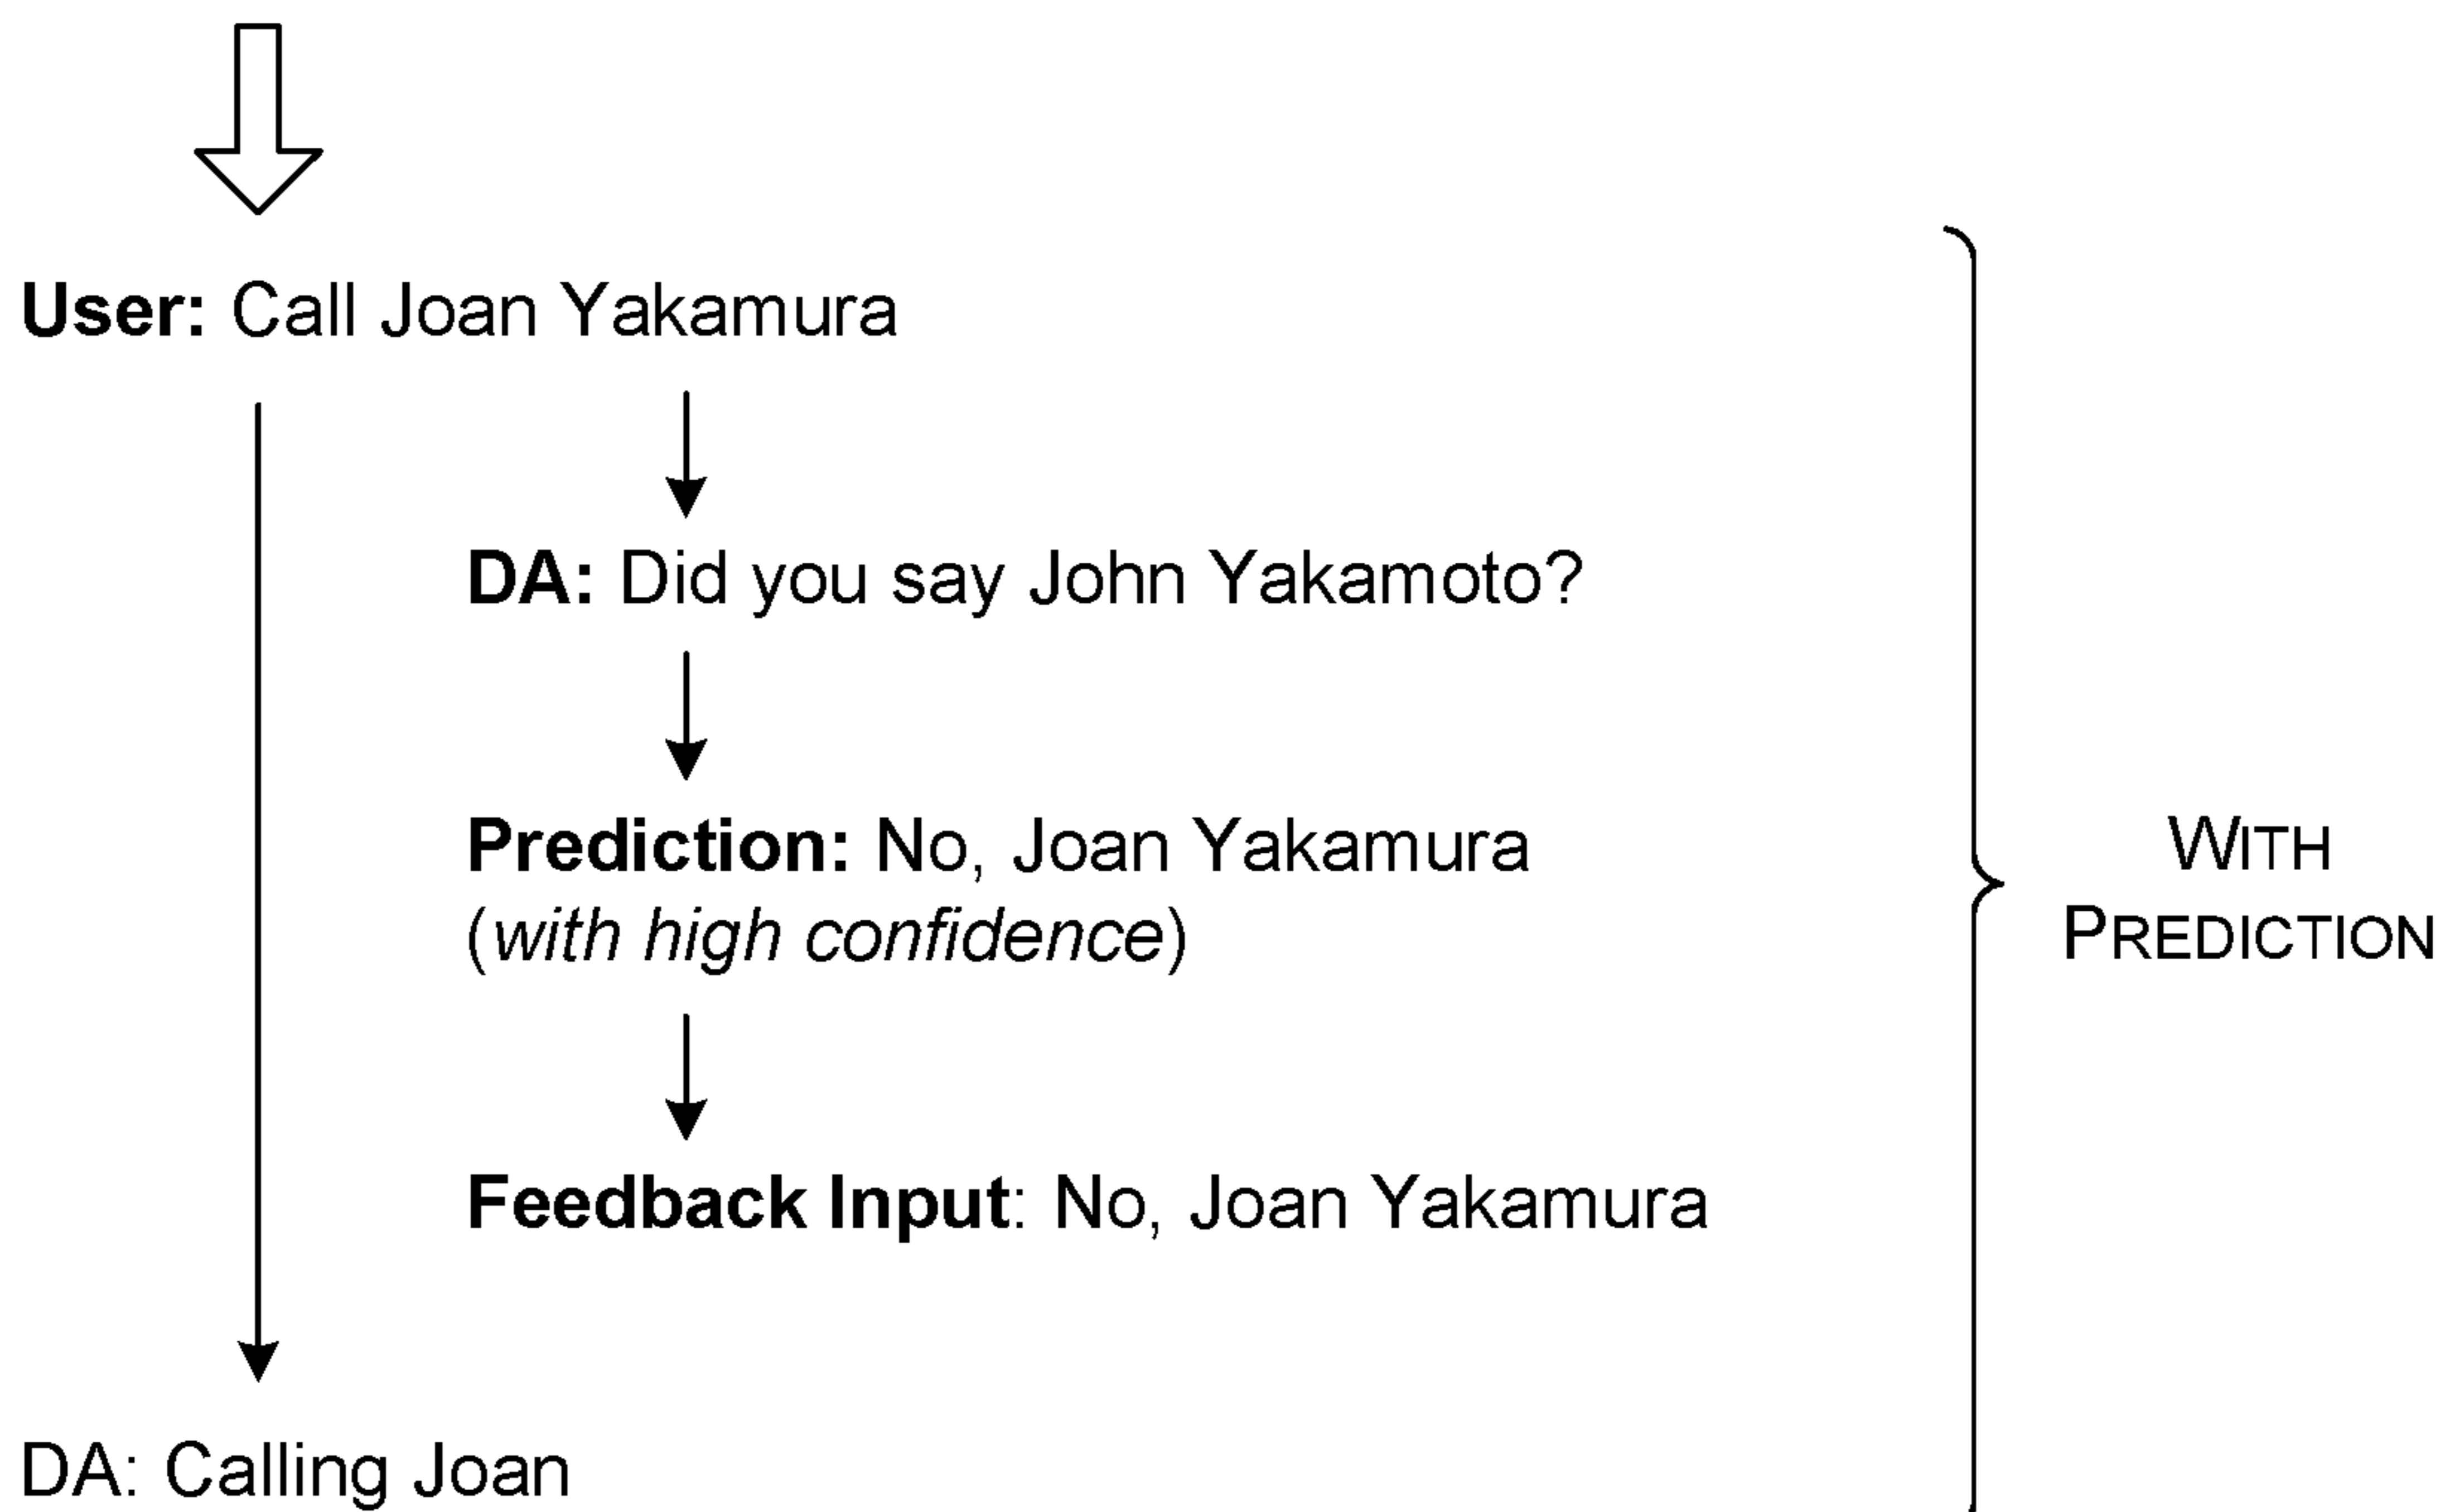 User: Call Joan Yakamura
DA: Did you say John Yakamoto?
Prediction: No, Joan Yakamura
(with high confidence)
WITH
PREDICTION
Feedback Input: No, Joan Yakamura
DA: Calling Joan